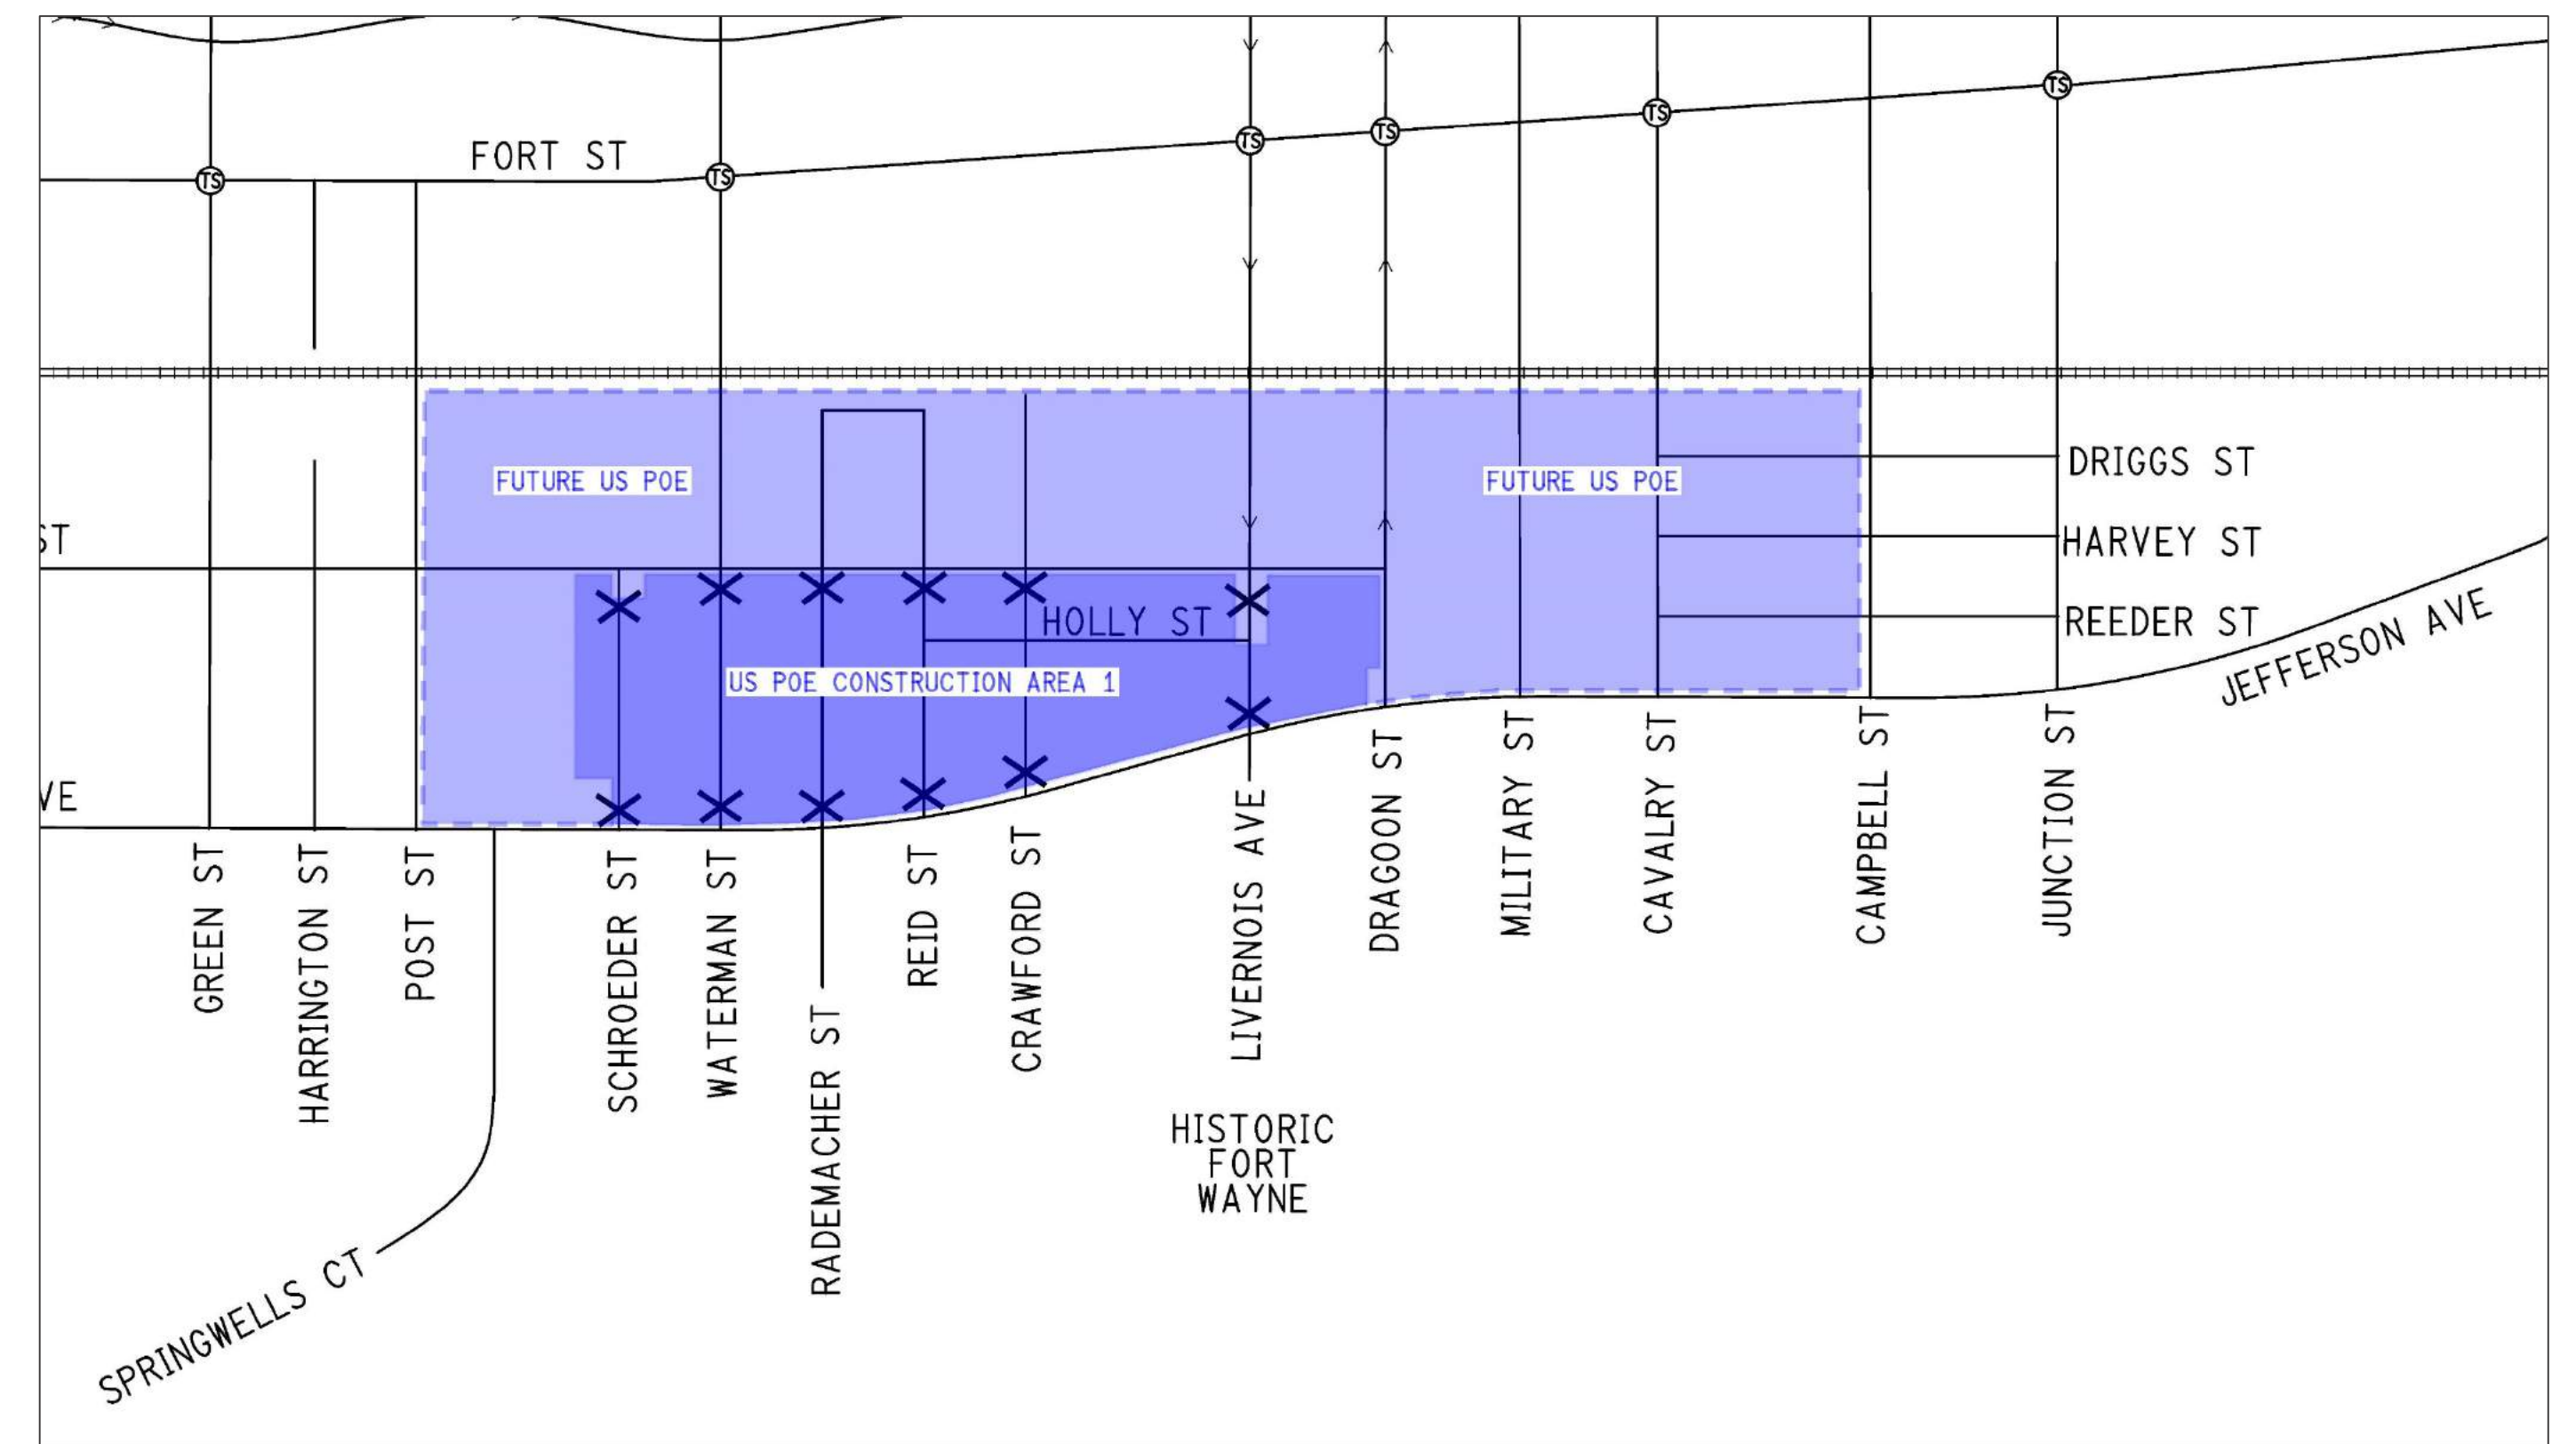 TS
TS
TS
TS
TS
TS
FORT ST
FUTURE US POE
FUTURE US POE
DRIGGS ST
ST
HARVEY ST
HOLLY ST
REEDER ST
JEFFERSON AVE
US POE CONSTRUCTION AREA 1
VE
GREEN ST
HARRINGTON ST
POST ST
SCHROEDER ST
WATERMAN ST
RADEMACHER ST
REID ST
CRAWFORD ST
LIVERNOIS AVE
DRAGOON ST
MILITARY ST
CAVALRY ST
CAMPBELL ST
JUNCTION ST
HISTORIC
FORT
WAYNE
SPRINGWELLS CT